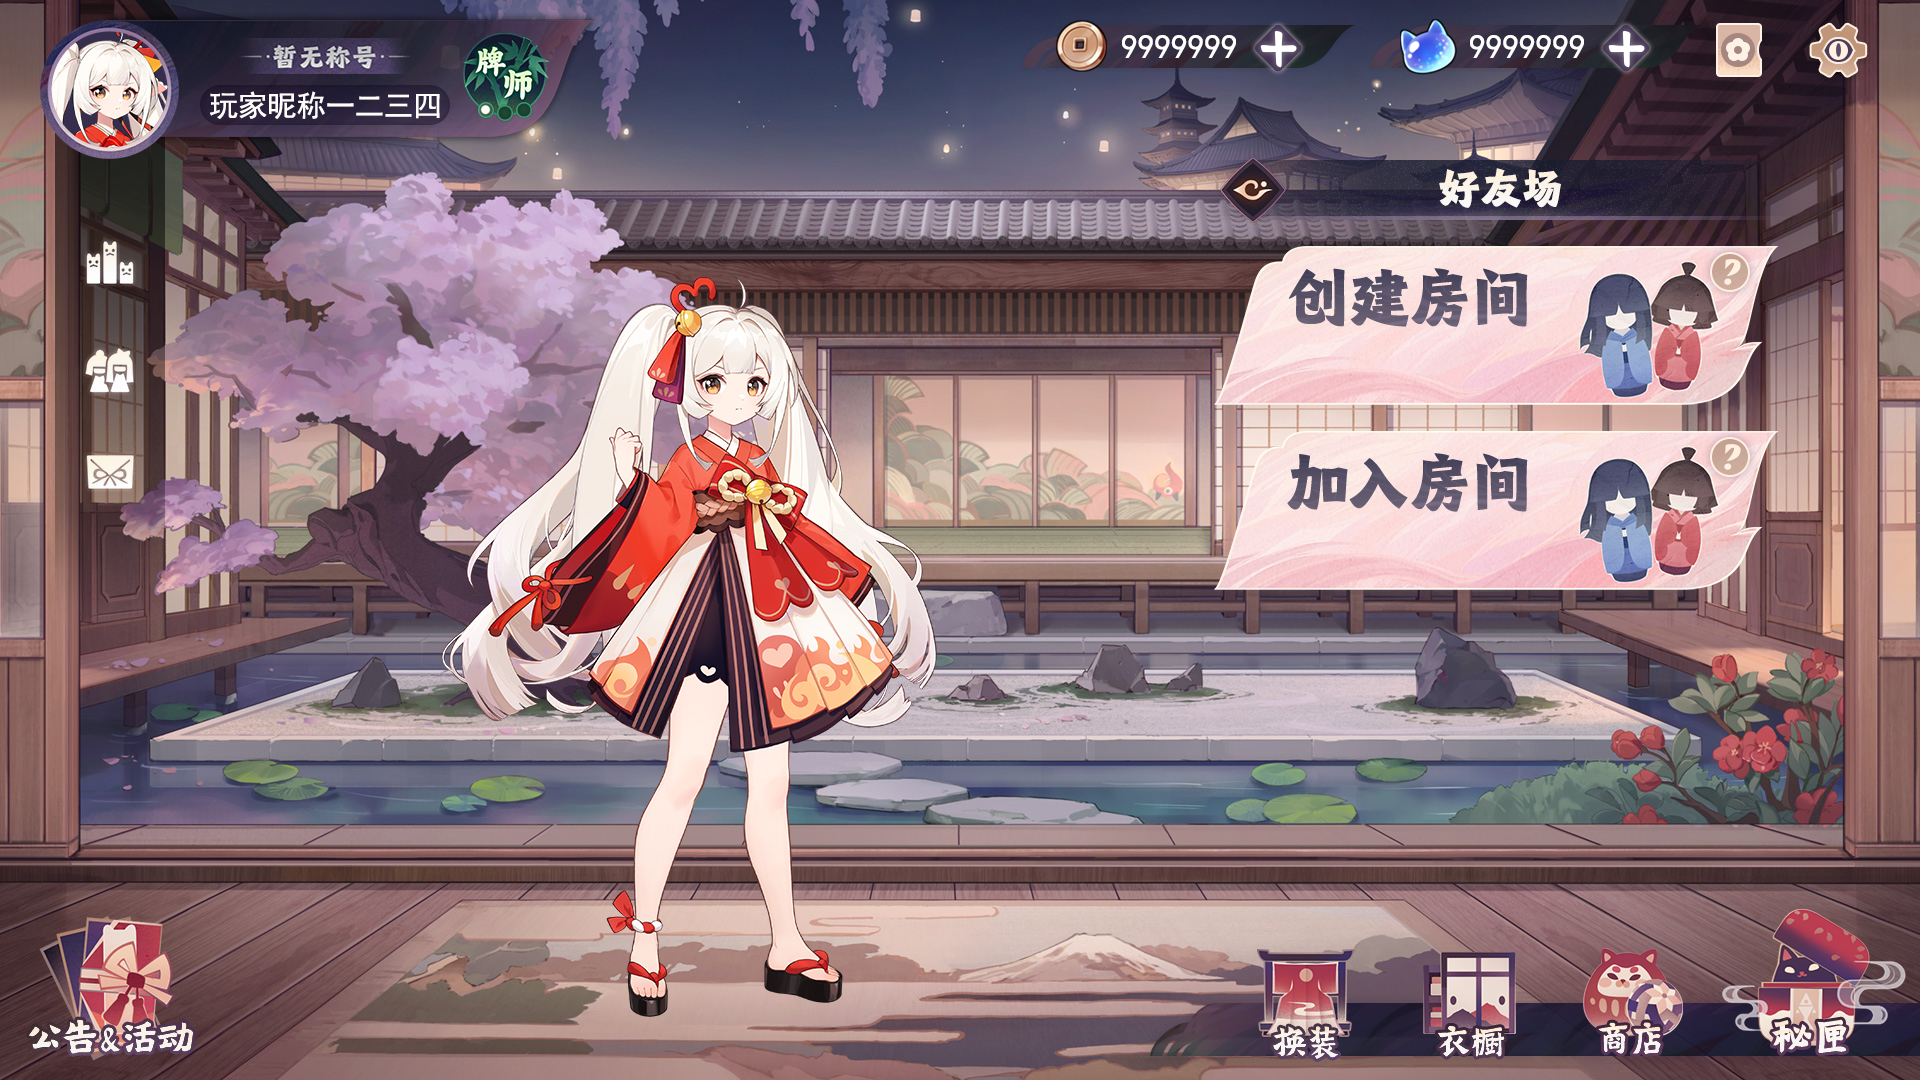 暂无称号
玩家昵称一二三四
牌师
9999999
9999999
好友场
创建房间
?
加入房间
?
公告&活动
换装
衣橱
商店
秘匣